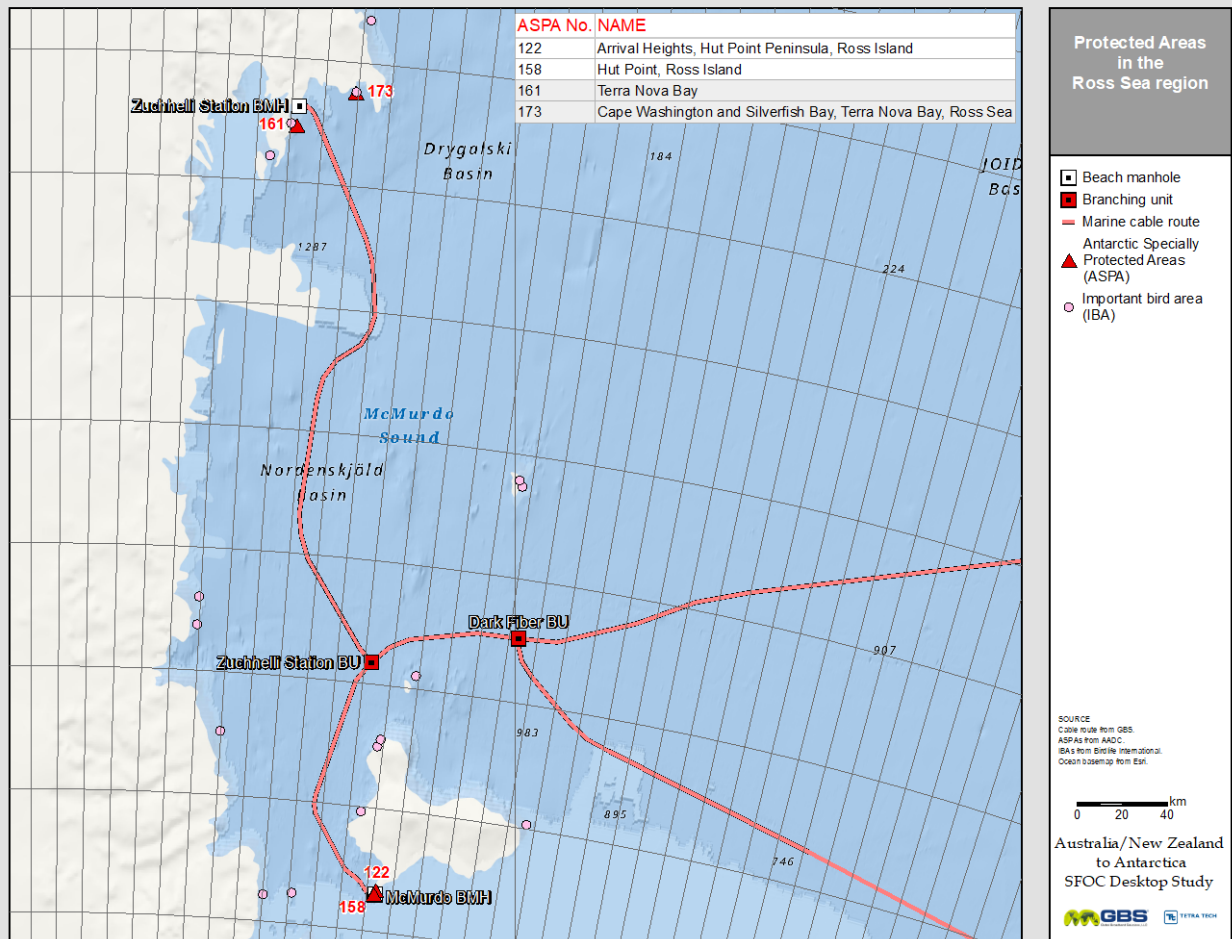 ASPA No. NAME
122 Arrival Heights, Hut Point Peninsula, Ross Island
158 Hut Point, Ross Island
161 Terra Nova Bay
173 Cape Washington and Silverfish Bay, Terra Nova Bay, Ross Sea
Zuchhelli Station BMH
173
161
Drygalski
Basin
184
JOID
Bas
1287
224
McMurdo
Sound
Nordenskjöld
Basin
Dark Fiber BU
Zuchhelli Station BU
907
983
895
746
122
158
McMurdo BMH
Protected Areas
in the
Ross Sea region
Beach manhole
Branching unit
Marine cable route
Antarctic Specially
Protected Areas
(ASPA)
Important bird area
(IBA)
SOURCE
Cable route from GBS.
ASPAs from AADC.
IBAs from Birdlife International.
Ocean basemap from Esri.
km
0 20 40
Australia/New Zealand
to Antarctica
SFOC Desktop Study
GBS
TETRA TECH